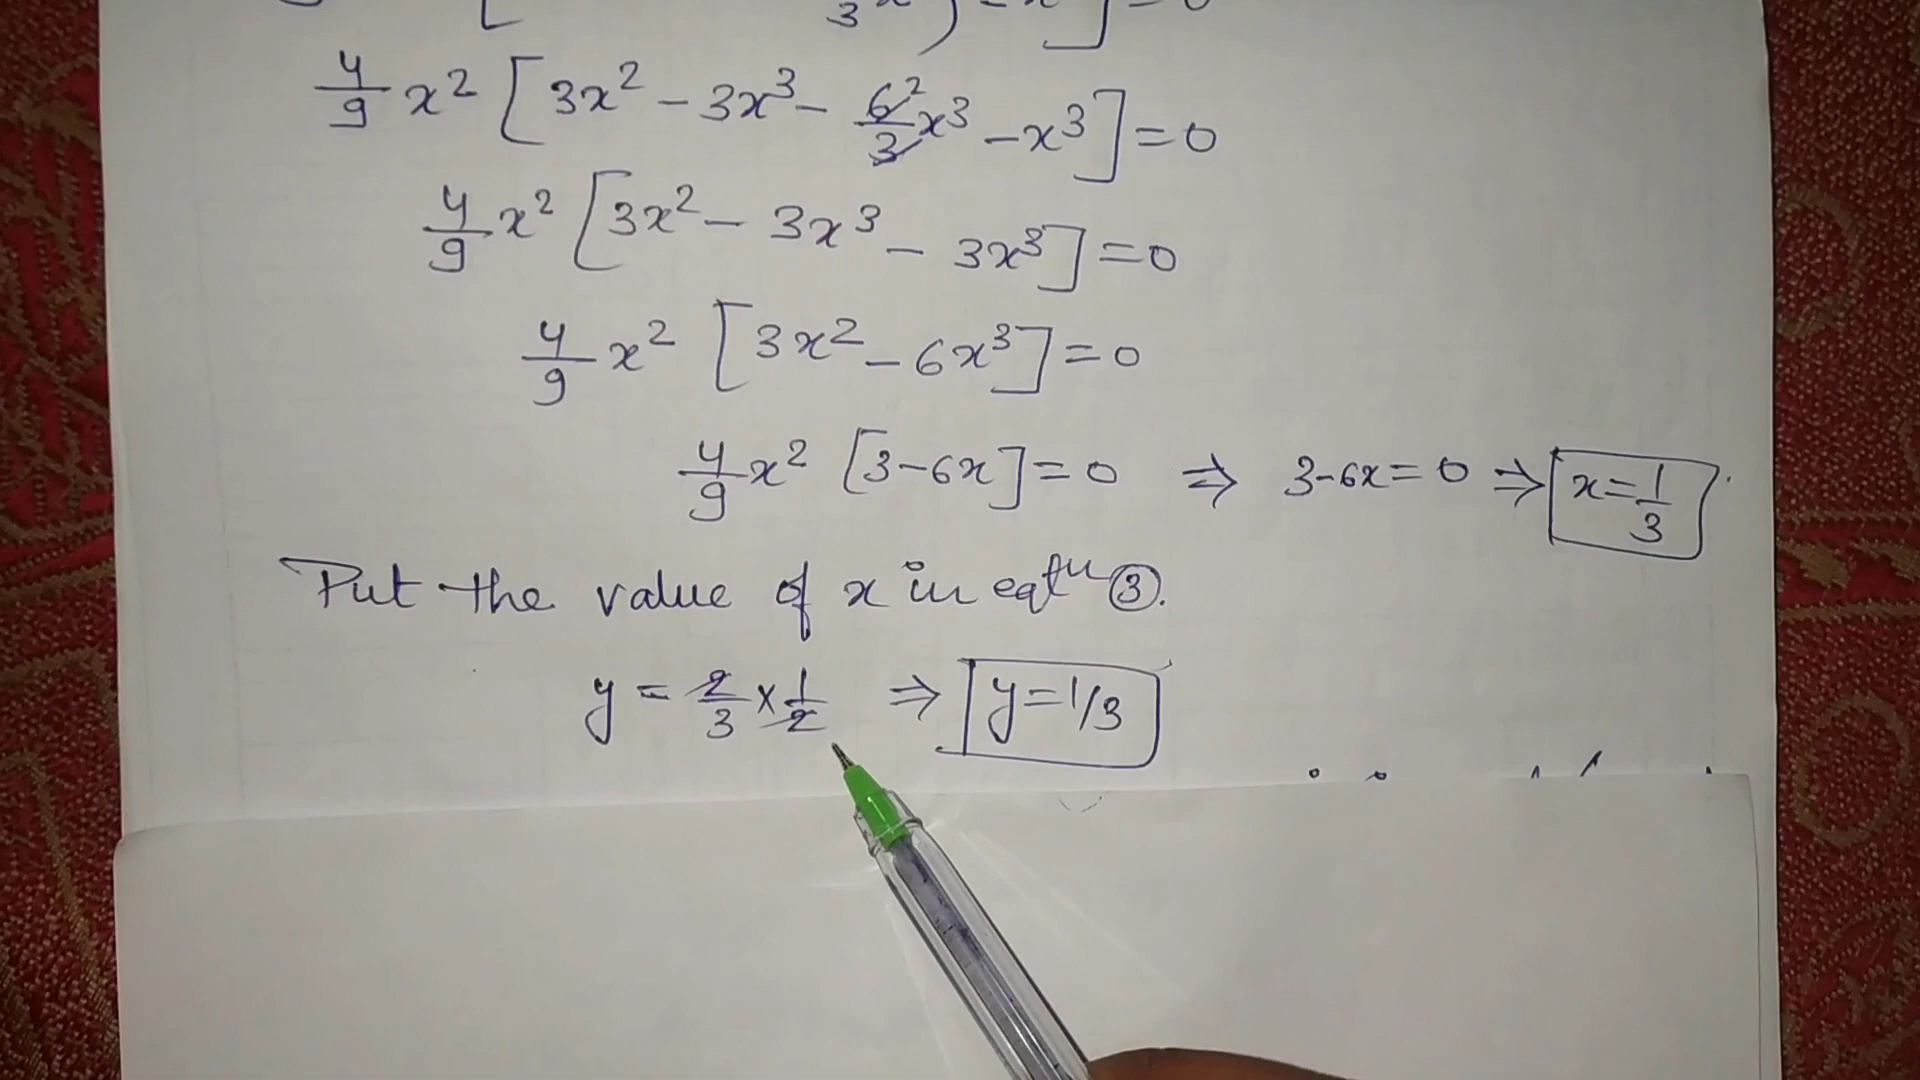 3x) - x] = 0
4/9 x² [3x² - 3x³ - 6²/3 x³ - x³] = 0
4/9 x² [3x² - 3x³ - 3x³] = 0
4/9 x² [3x² - 6x³] = 0
4/9 x² [3 - 6x] = 0 ⇒ 3 - 6x = 0 ⇒ x = 1/3
Put the value of x in eqtn ③.
y = 2/3 × 1/2 ⇒ y = 1/3